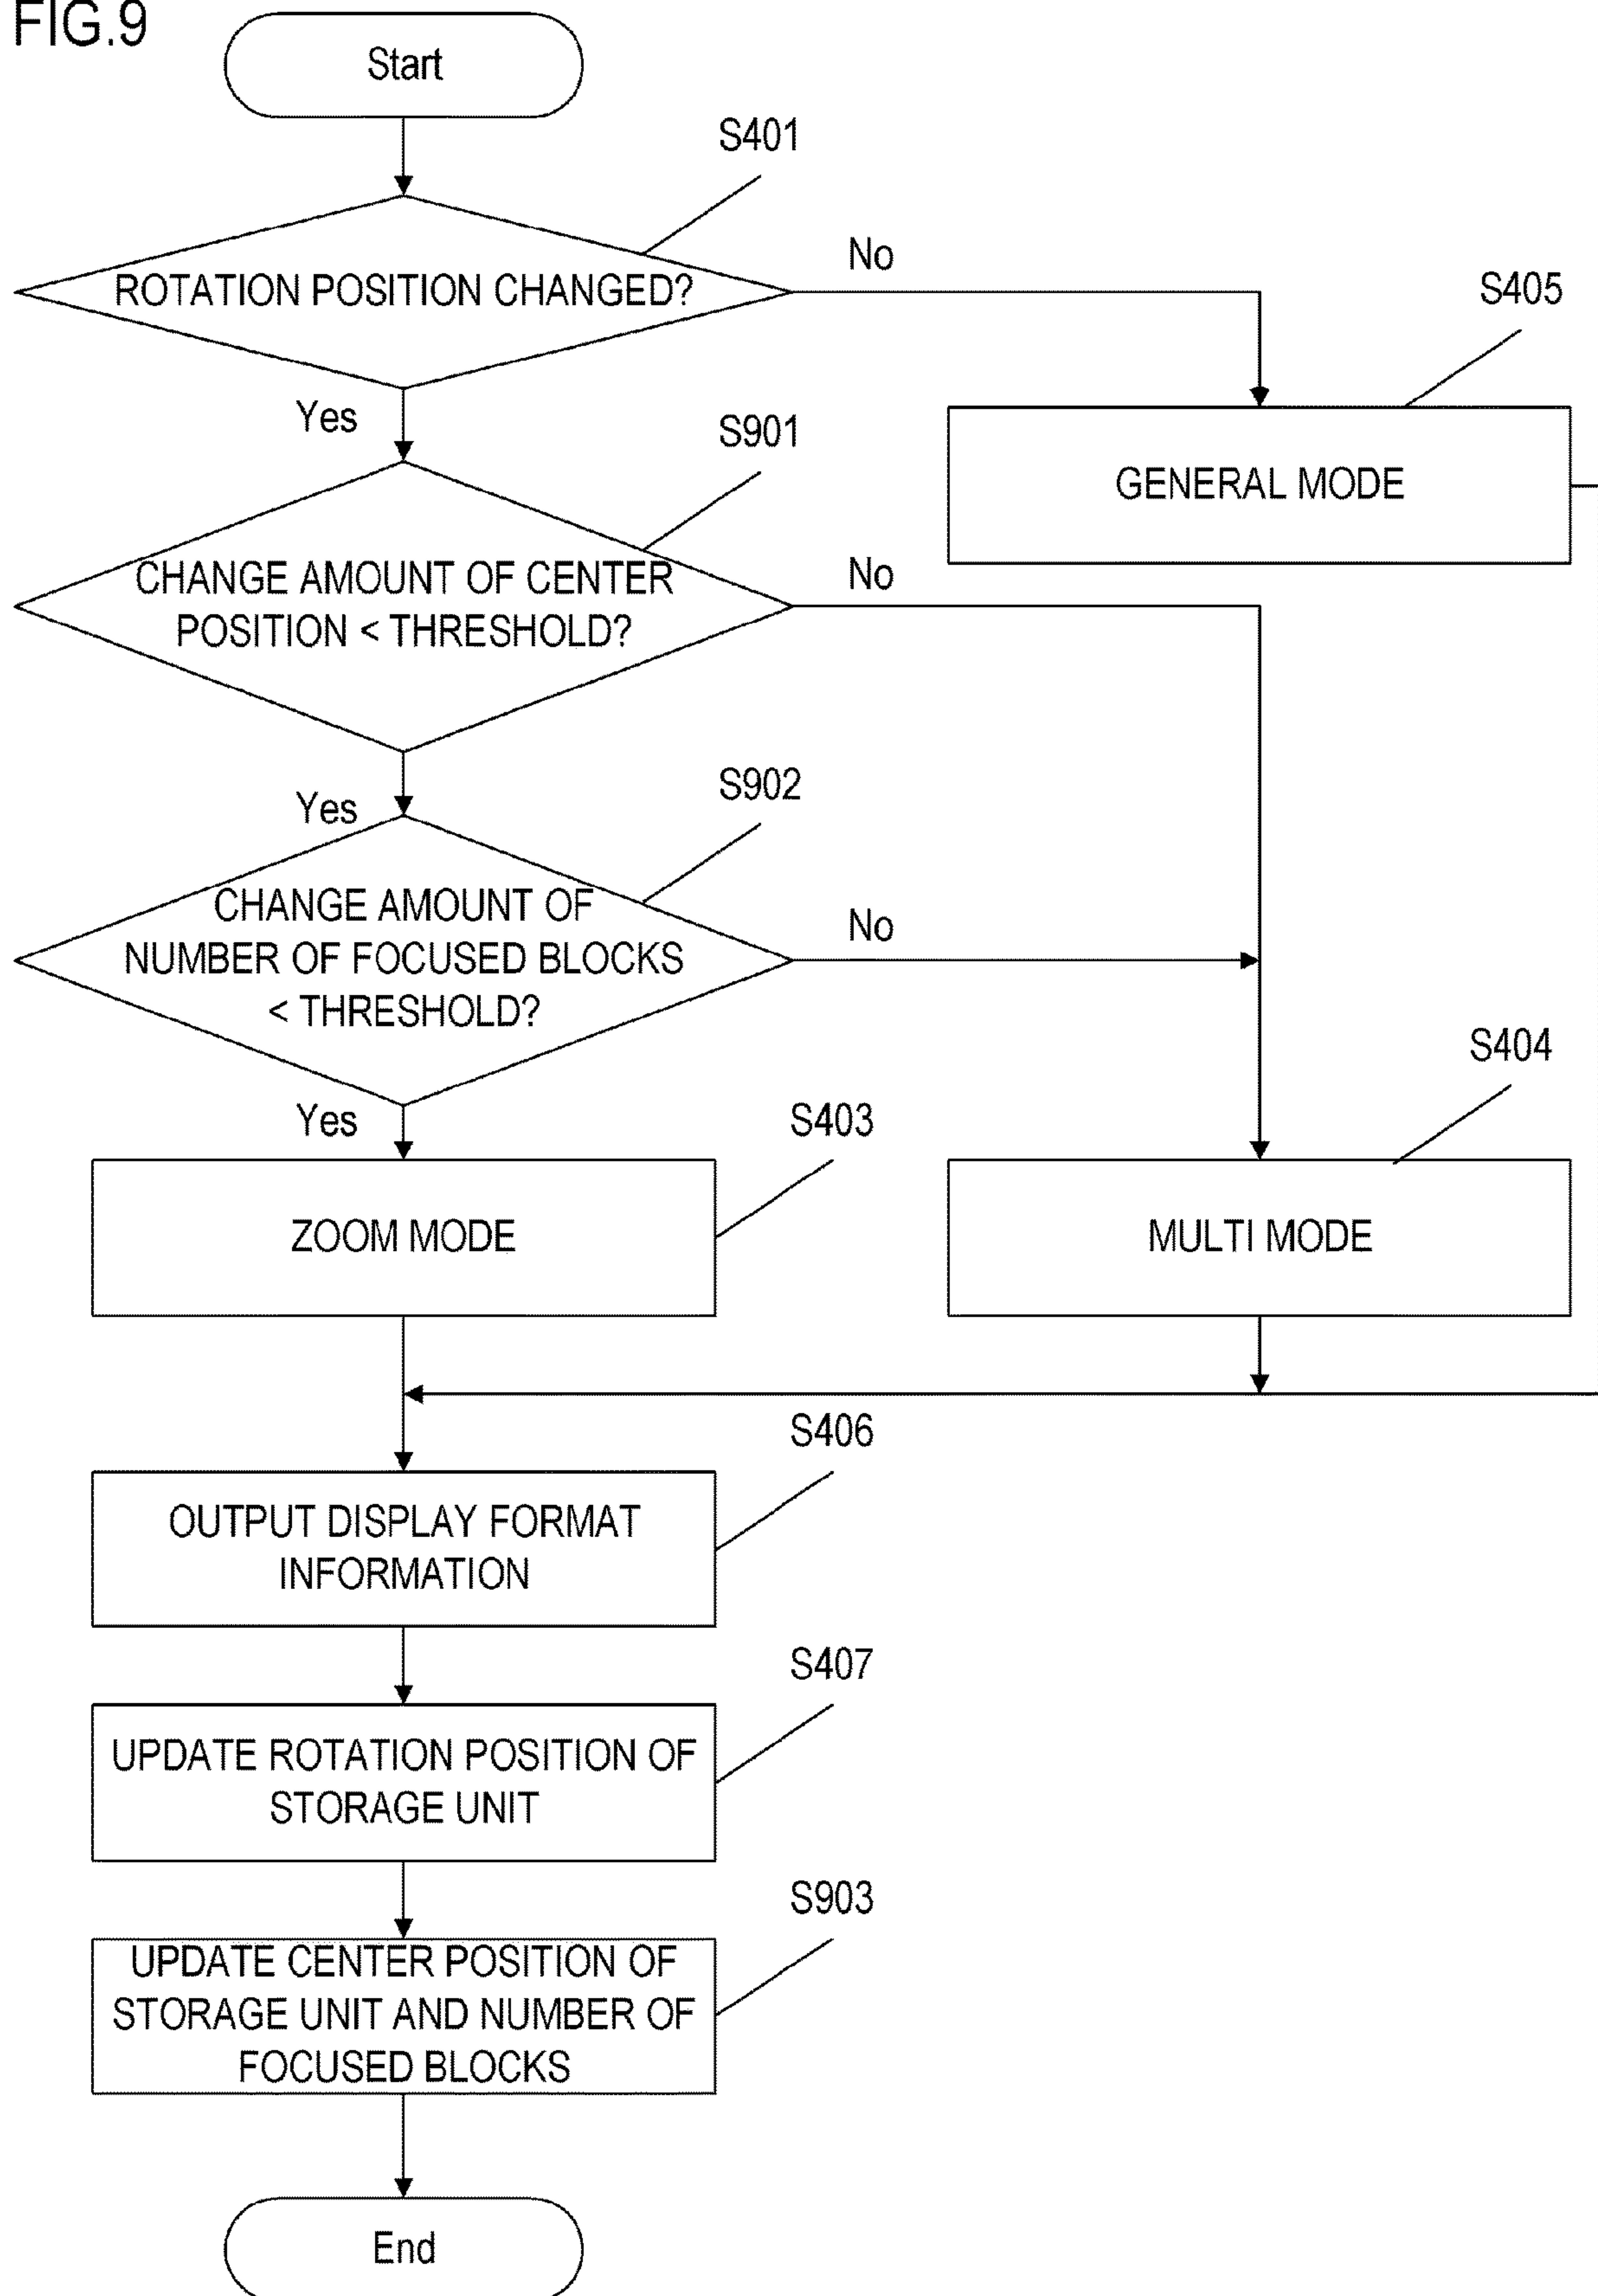 FIG.9
Start
S401
ROTATION POSITION CHANGED?
No
S405
Yes
GENERAL MODE
S901
CHANGE AMOUNT OF CENTER
POSITION < THRESHOLD?
No
Yes
S902
CHANGE AMOUNT OF
NUMBER OF FOCUSED BLOCKS
< THRESHOLD?
No
Yes
S403
S404
ZOOM MODE
MULTI MODE
S406
OUTPUT DISPLAY FORMAT
INFORMATION
S407
UPDATE ROTATION POSITION OF
STORAGE UNIT
S903
UPDATE CENTER POSITION OF
STORAGE UNIT AND NUMBER OF
FOCUSED BLOCKS
End